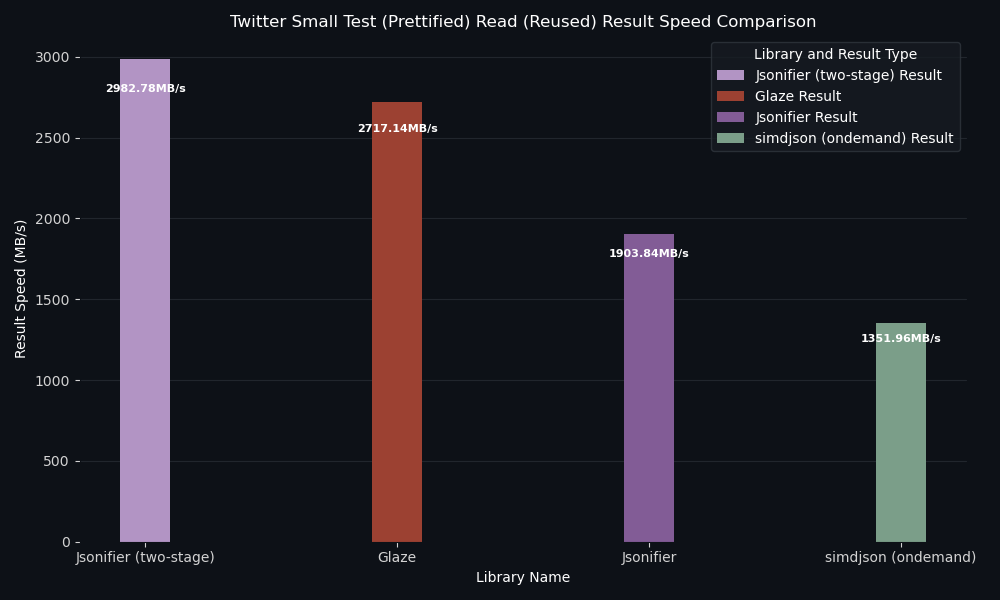 Twitter Small Test (Prettified) Read (Reused) Result Speed Comparison
Library and Result Type
Jsonifier (two-stage) Result
Glaze Result
Jsonifier Result
simdjson (ondemand) Result
Result Speed (MB/s)
3000
2500
2000
1500
1000
500
0
2982.78MB/s
2717.14MB/s
1903.84MB/s
1351.96MB/s
Jsonifier (two-stage)
Glaze
Jsonifier
simdjson (ondemand)
Library Name